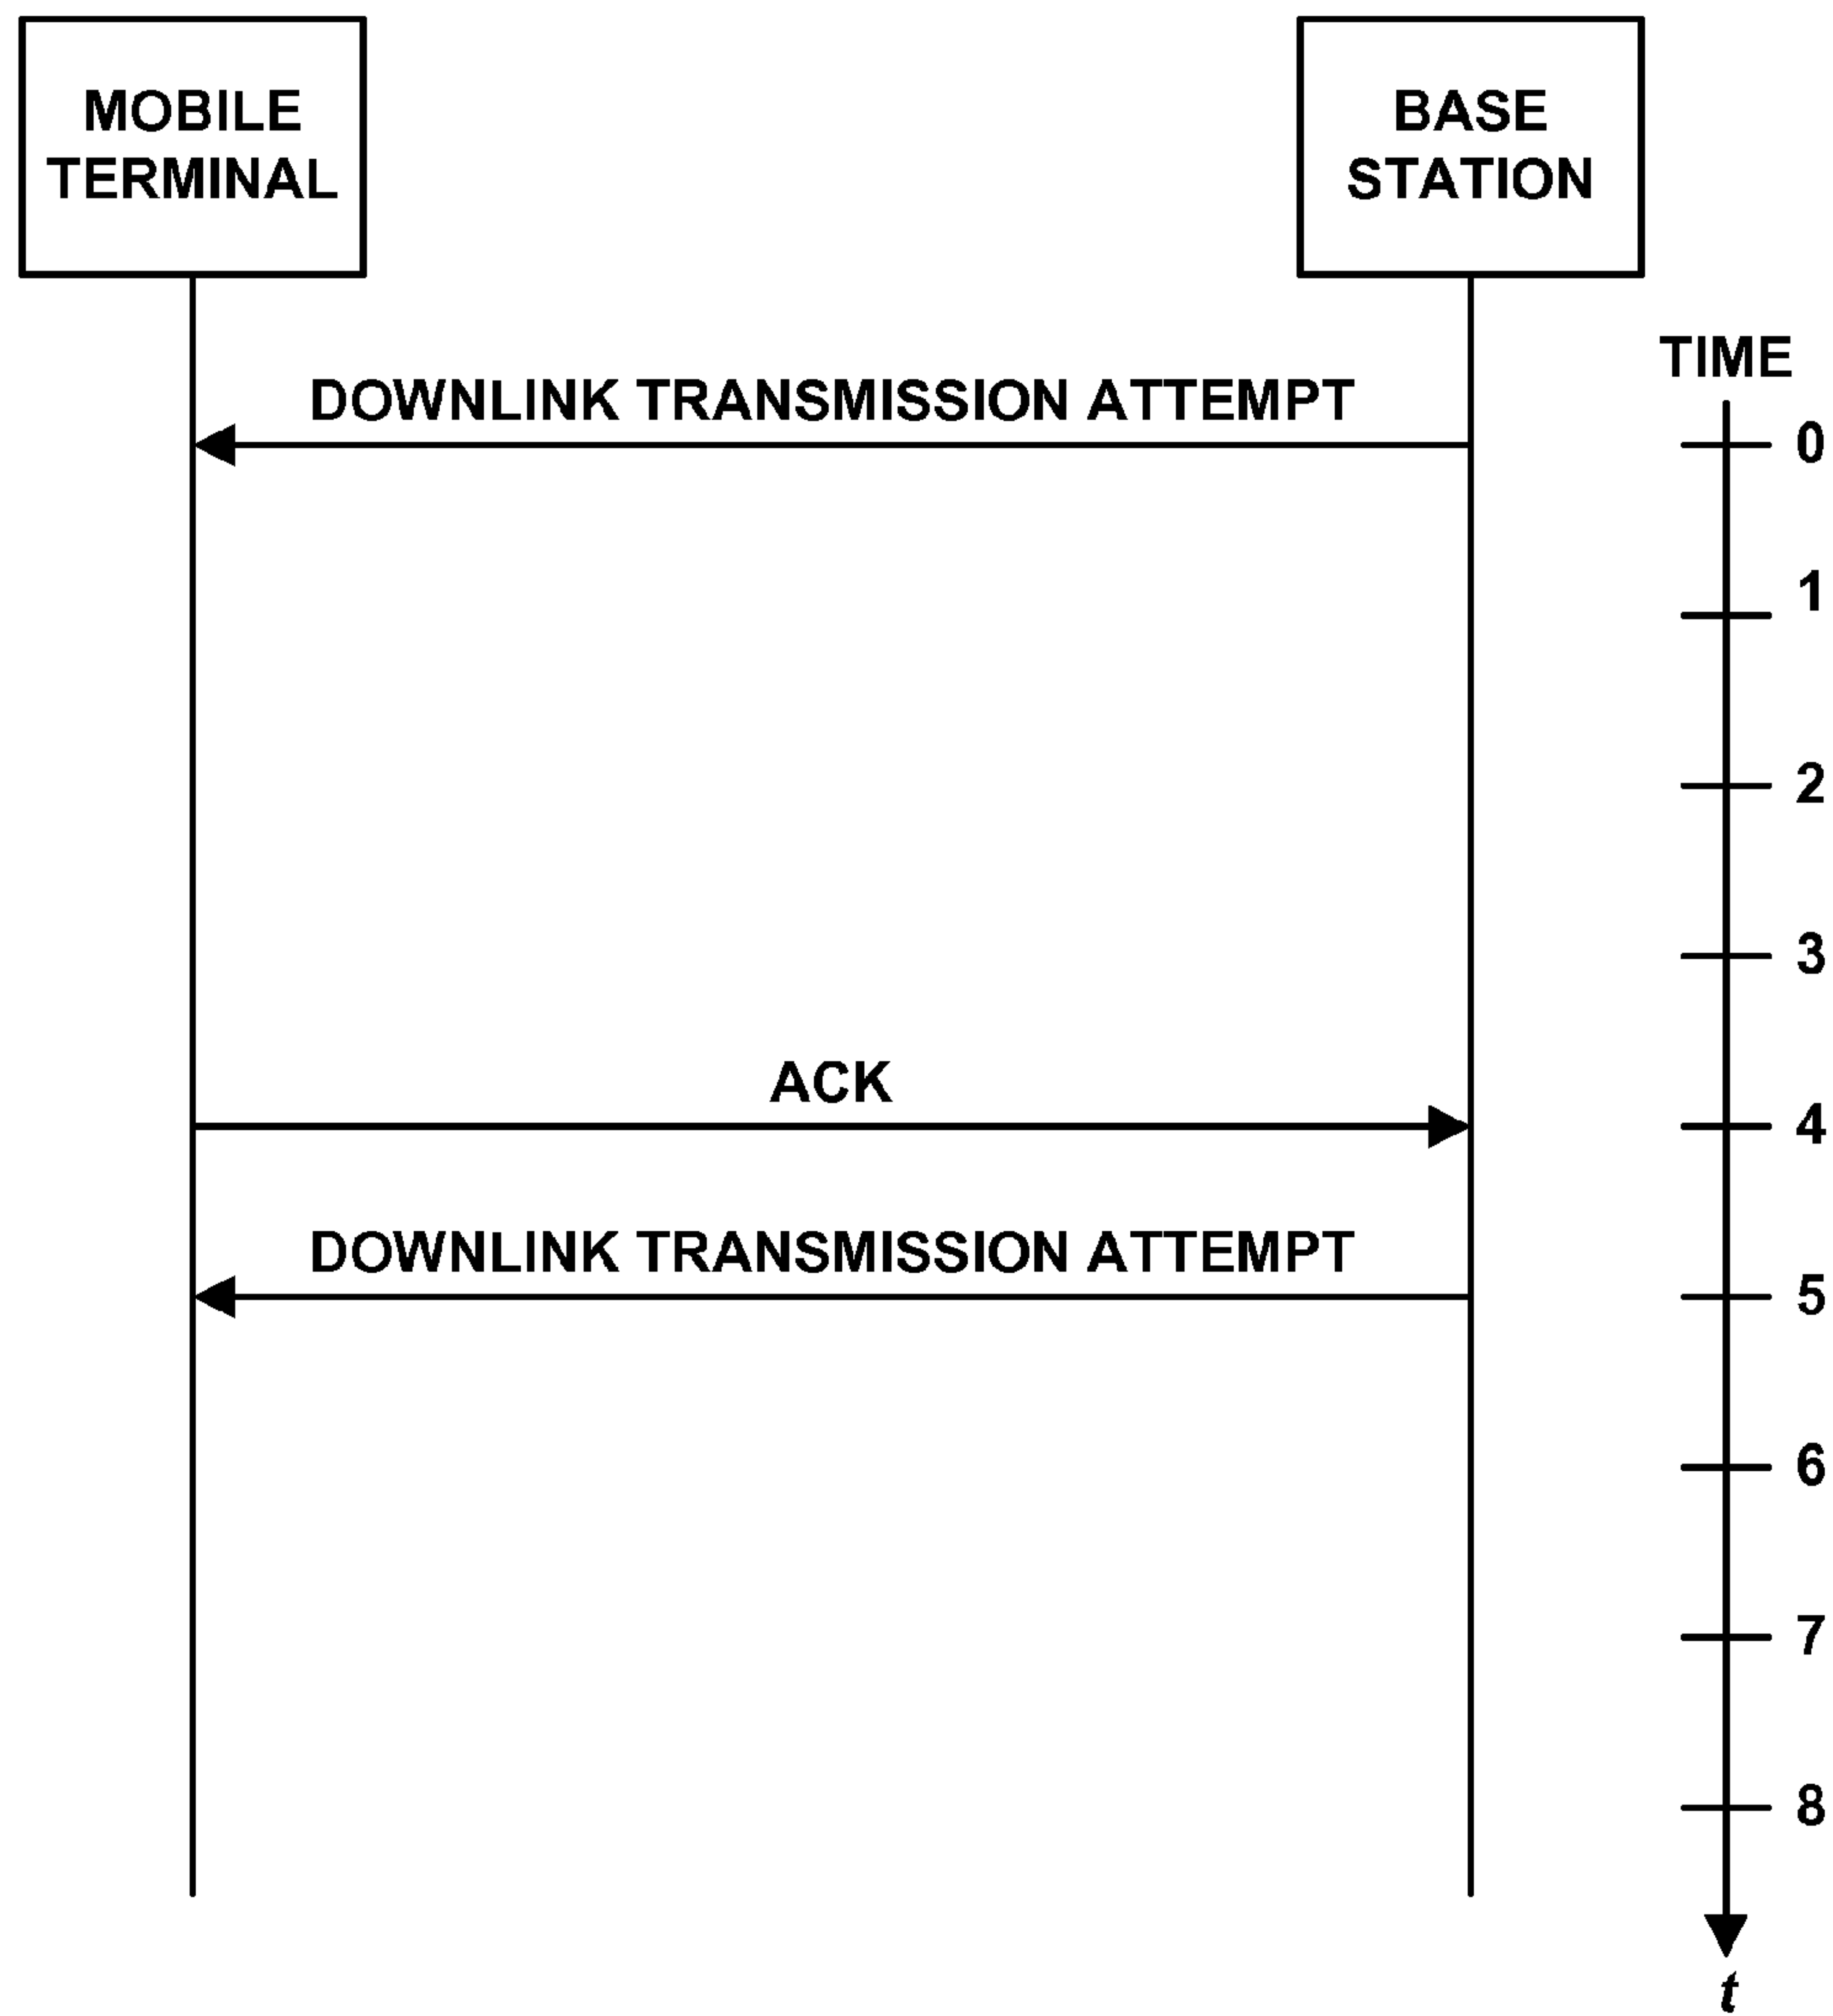 MOBILE
TERMINAL
BASE
STATION
TIME
DOWNLINK TRANSMISSION ATTEMPT
0
1
2
3
ACK
4
DOWNLINK TRANSMISSION ATTEMPT
5
6
7
8
t